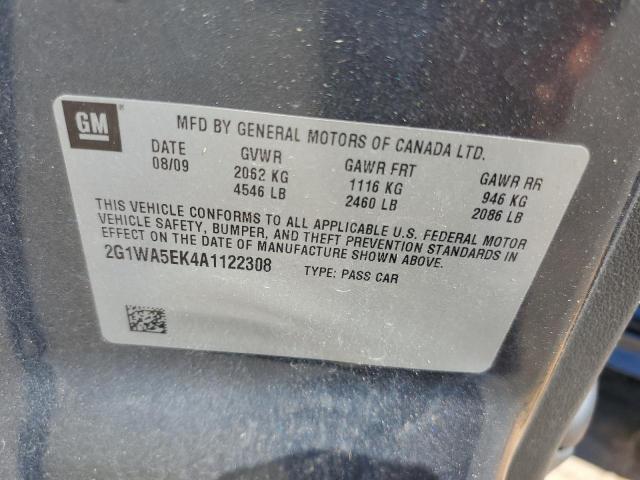 GM
MFD BY GENERAL MOTORS OF CANADA LTD.
DATE GVWR GAWR FRT GAWR RR
08/09 2062 KG 1116 KG 946 KG
4546 LB 2460 LB 2086 LB
THIS VEHICLE CONFORMS TO ALL APPLICABLE U.S. FEDERAL MOTOR
VEHICLE SAFETY, BUMPER, AND THEFT PREVENTION STANDARDS IN
EFFECT ON THE DATE OF MANUFACTURE SHOWN ABOVE.
2G1WA5EK4A1122308 TYPE: PASS CAR